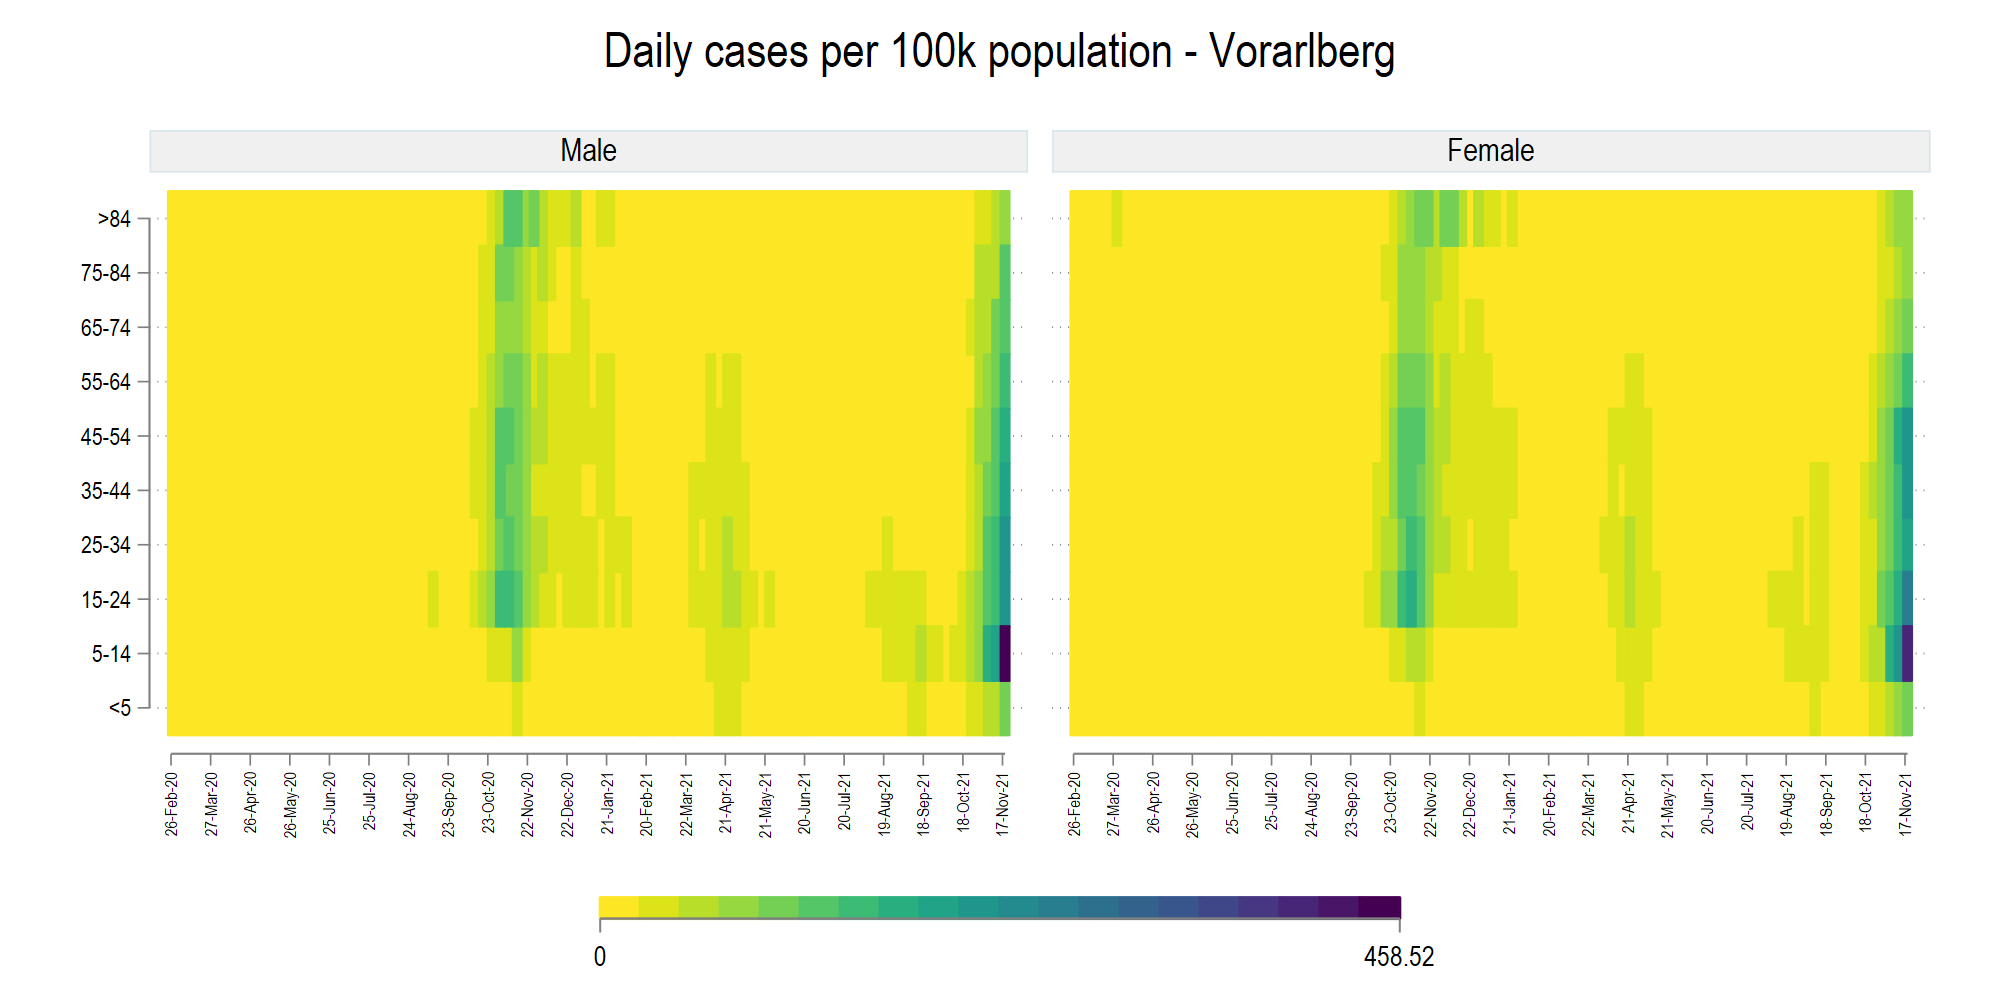 Daily cases per 100k population - Vorarlberg
Male
Female
>84
75-84
65-74
55-64
45-54
35-44
25-34
15-24
5-14
<5
26-Feb-20
27-Mar-20
26-Apr-20
26-May-20
25-Jun-20
25-Jul-20
24-Aug-20
23-Sep-20
23-Oct-20
22-Nov-20
22-Dec-20
21-Jan-21
20-Feb-21
22-Mar-21
21-Apr-21
21-May-21
20-Jun-21
20-Jul-21
19-Aug-21
18-Sep-21
18-Oct-21
17-Nov-21
26-Feb-20
27-Mar-20
26-Apr-20
26-May-20
25-Jun-20
25-Jul-20
24-Aug-20
23-Sep-20
23-Oct-20
22-Nov-20
22-Dec-20
21-Jan-21
20-Feb-21
22-Mar-21
21-Apr-21
21-May-21
20-Jun-21
20-Jul-21
19-Aug-21
18-Sep-21
18-Oct-21
17-Nov-21
0
458.52